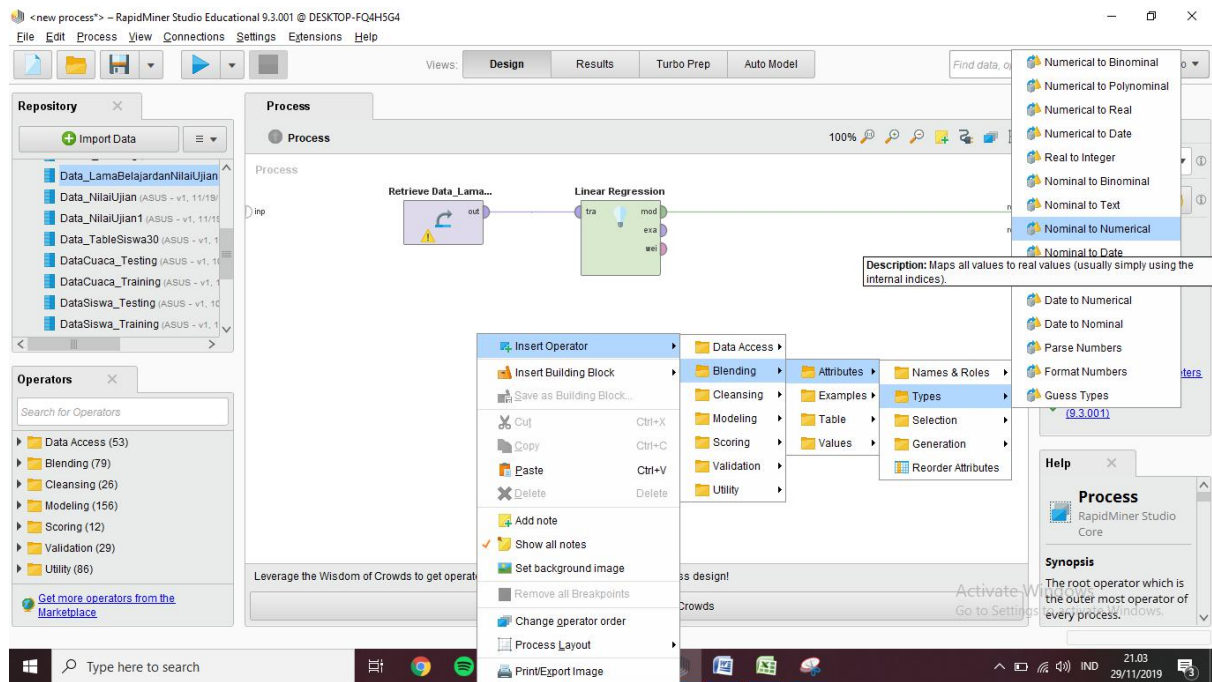 <new process*> – RapidMiner Studio Educational 9.3.001 @ DESKTOP-FQ4H5G4
File Edit Process View Connections Settings Extensions Help
Views: Design Results Turbo Prep Auto Model
Find data, o
Repository
Import Data
Data_LamaBelajardanNilaiUjian
Data_NilaiUjian (ASUS - v1, 11/19/
Data_NilaiUjian1 (ASUS - v1, 11/19
Data_TableSiswa30 (ASUS - v1, 1
DataCuaca_Testing (ASUS - v1, 10
DataCuaca_Training (ASUS - v1, 1
DataSiswa_Testing (ASUS - v1, 10
DataSiswa_Training (ASUS - v1, 1
Operators
Search for Operators
Data Access (53)
Blending (79)
Cleansing (26)
Modeling (156)
Scoring (12)
Validation (29)
Utility (86)
Get more operators from the
Marketplace
Process
Process
100%
Process
inp
Retrieve Data_Lama...
out
Linear Regression
tra
mod
exa
wei
Leverage the Wisdom of Crowds to get operat
ss design!
Crowds
Insert Operator
Insert Building Block
Save as Building Block...
Cut Ctrl+X
Copy Ctrl+C
Paste Ctrl+V
Delete Delete
Add note
Show all notes
Set background image
Remove all Breakpoints
Change operator order
Process Layout
Print/Export Image
Data Access
Blending
Cleansing
Modeling
Scoring
Validation
Utility
Attributes
Examples
Table
Values
Names & Roles
Types
Selection
Generation
Reorder Attributes
Numerical to Binominal
Numerical to Polynominal
Numerical to Real
Numerical to Date
Real to Integer
Nominal to Binominal
Nominal to Text
Nominal to Numerical
Nominal to Date
Description: Maps all values to real values (usually simply using the
internal indices).
Date to Numerical
Date to Nominal
Parse Numbers
Format Numbers
Guess Types
eters
(9.3.001)
Help
Process
RapidMiner Studio
Core
Synopsis
The root operator which is
the outer most operator of
every process.
Activate Windows
Go to Settings to activate Windows.
Type here to search
IND
21.03
29/11/2019
3